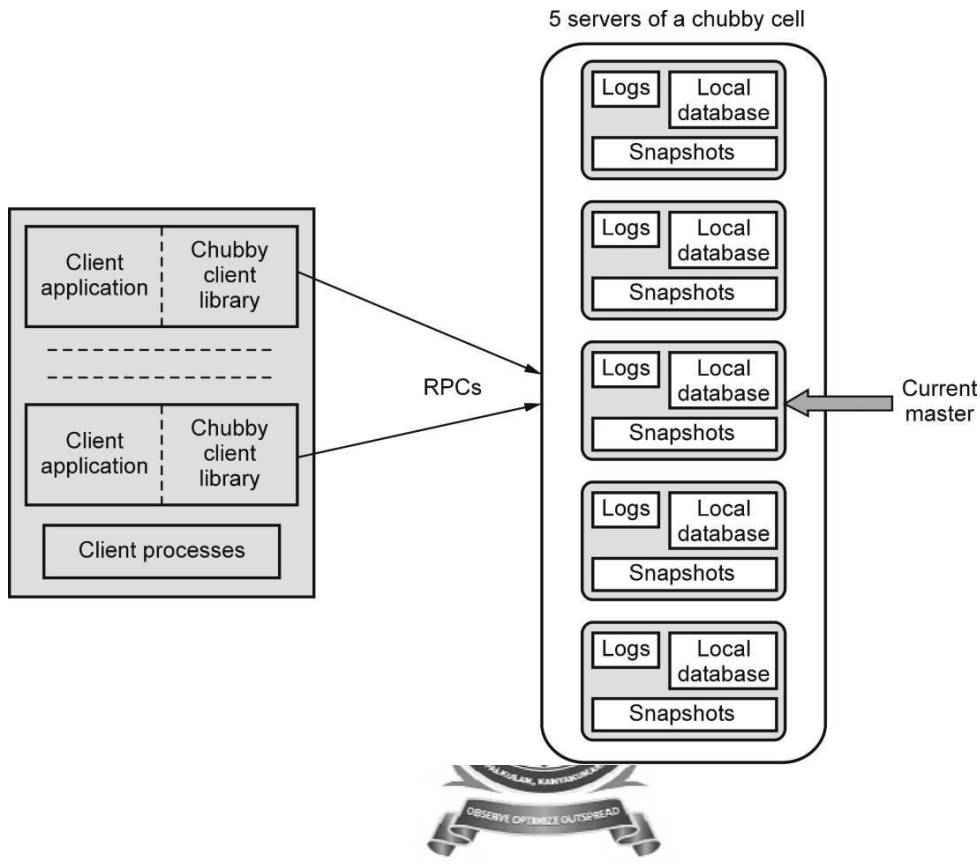 5 servers of a chubby cell
Logs
Local
database
Snapshots
Logs
Local
database
Snapshots
Client
application
Chubby
client
library
RPCs
Logs
Local
database
Snapshots
Current
master
Client
application
Chubby
client
library
Client processes
Logs
Local
database
Snapshots
Logs
Local
database
Snapshots
OBSERVE OPTIMIZE OUTSPREAD